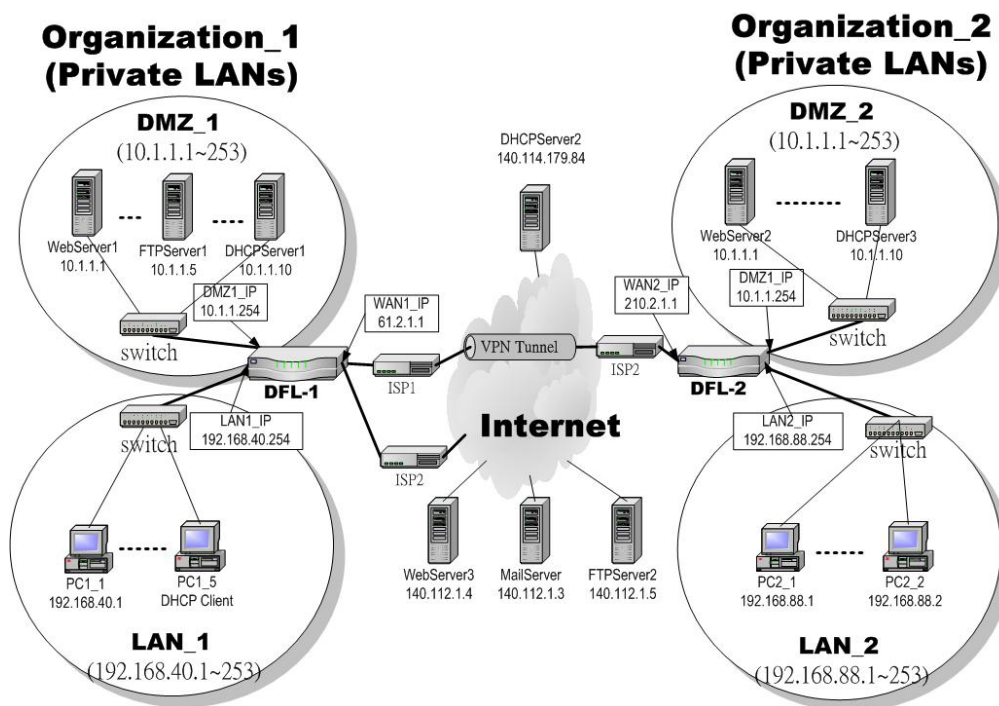 Organization_1
(Private LANs)
Organization_2
(Private LANs)
DMZ_1
(10.1.1.1~253)
WebServer1
10.1.1.1
FTPServer1
10.1.1.5
DHCPServer1
10.1.1.10
DMZ1_IP
10.1.1.254
switch
DHCPServer2
140.114.179.84
DMZ_2
(10.1.1.1~253)
WebServer2
10.1.1.1
DHCPServer3
10.1.1.10
WAN1_IP
61.2.1.1
WAN2_IP
210.2.1.1
DMZ1_IP
10.1.1.254
switch
DFL-1
ISP1
VPN Tunnel
ISP2
DFL-2
switch
LAN1_IP
192.168.40.254
ISP2
Internet
LAN2_IP
192.168.88.254
switch
PC1_1
192.168.40.1
PC1_5
DHCP Client
LAN_1
(192.168.40.1~253)
WebServer3
140.112.1.4
MailServer
140.112.1.3
FTPServer2
140.112.1.5
PC2_1
192.168.88.1
PC2_2
192.168.88.2
LAN_2
(192.168.88.1~253)